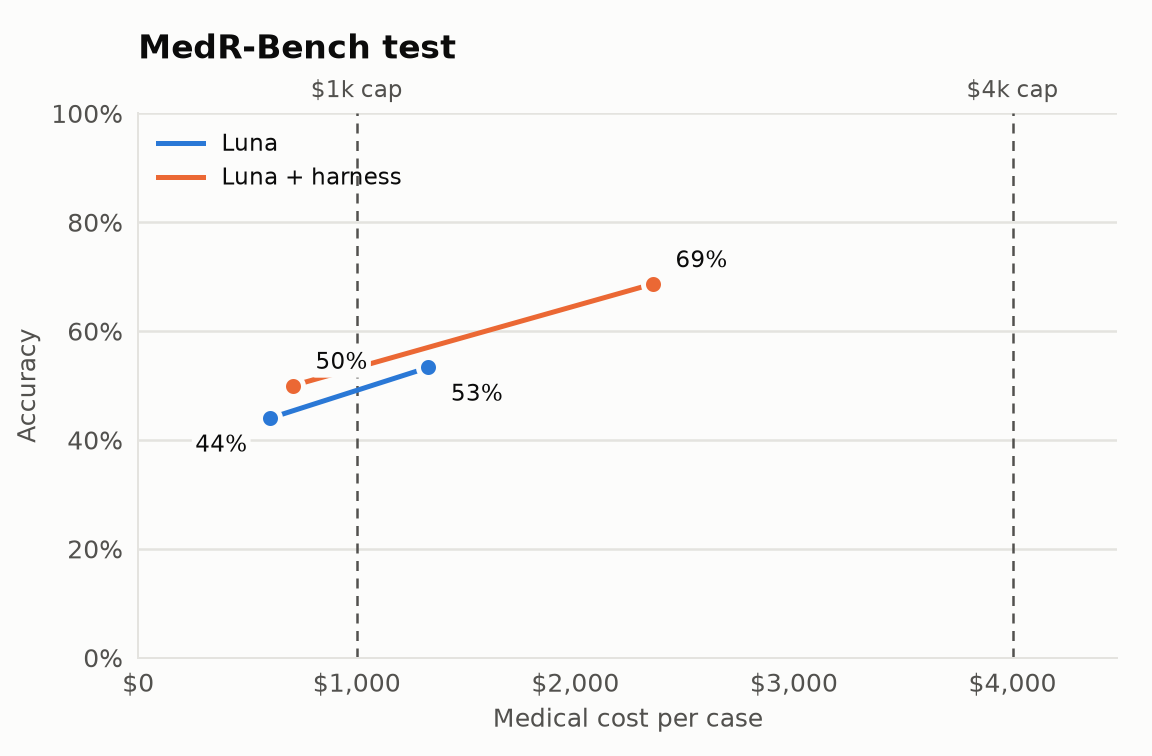 MedR-Bench test
$1k cap
$4k cap
100%
80%
60%
40%
20%
0%
Accuracy
Luna
Luna + harness
69%
50%
53%
44%
$0
$1,000
$2,000
$3,000
$4,000
Medical cost per case